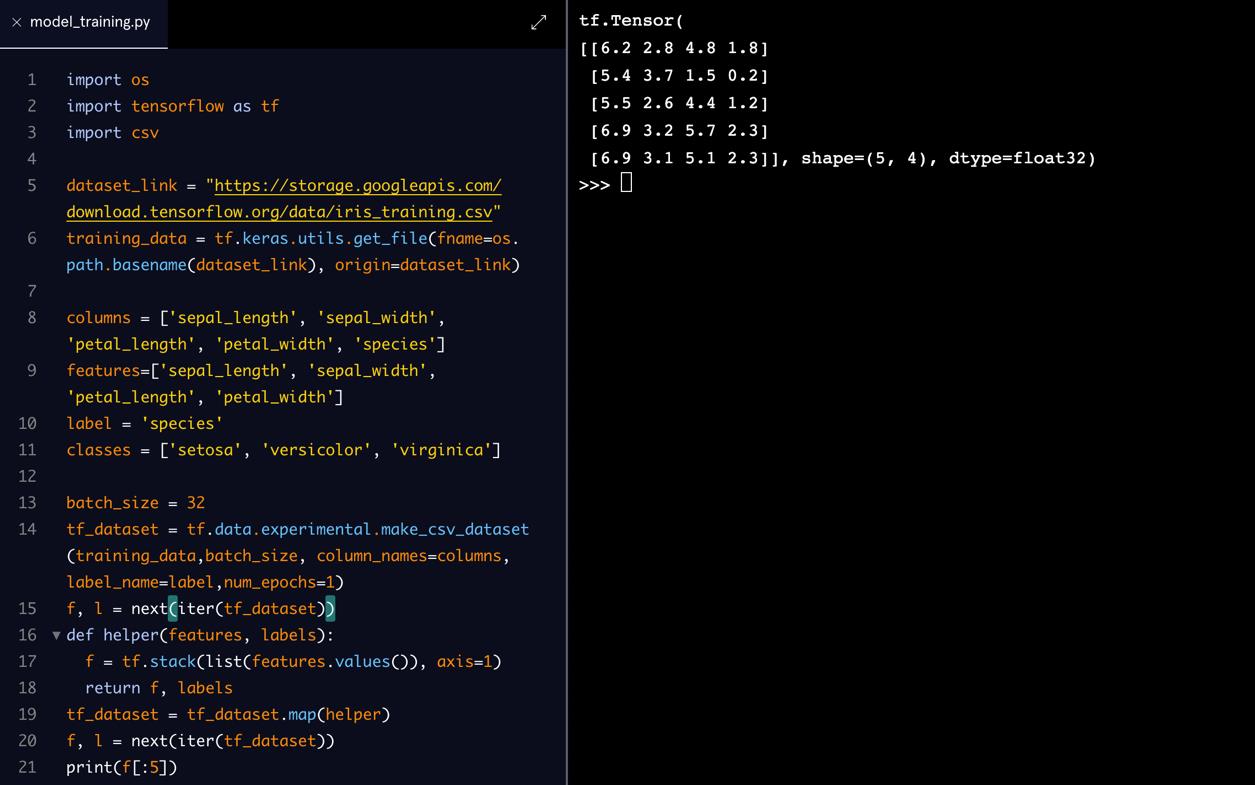 model_training.py
1 import os
2 import tensorflow as tf
3 import csv
4
5 dataset_link = "https://storage.googleapis.com/
download.tensorflow.org/data/iris_training.csv"
6 training_data = tf.keras.utils.get_file(fname=os.
path.basename(dataset_link), origin=dataset_link)
7
8 columns = ['sepal_length', 'sepal_width',
'petal_length', 'petal_width', 'species']
9 features=['sepal_length', 'sepal_width',
'petal_length', 'petal_width']
10 label = 'species'
11 classes = ['setosa', 'versicolor', 'virginica']
12
13 batch_size = 32
14 tf_dataset = tf.data.experimental.make_csv_dataset
(training_data,batch_size, column_names=columns,
label_name=label,num_epochs=1)
15 f, l = next(iter(tf_dataset))
16 def helper(features, labels):
17   f = tf.stack(list(features.values()), axis=1)
18   return f, labels
19 tf_dataset = tf_dataset.map(helper)
20 f, l = next(iter(tf_dataset))
21 print(f[:5])
tf.Tensor(
[[6.2 2.8 4.8 1.8]
 [5.4 3.7 1.5 0.2]
 [5.5 2.6 4.4 1.2]
 [6.9 3.2 5.7 2.3]
 [6.9 3.1 5.1 2.3]], shape=(5, 4), dtype=float32)
>>>